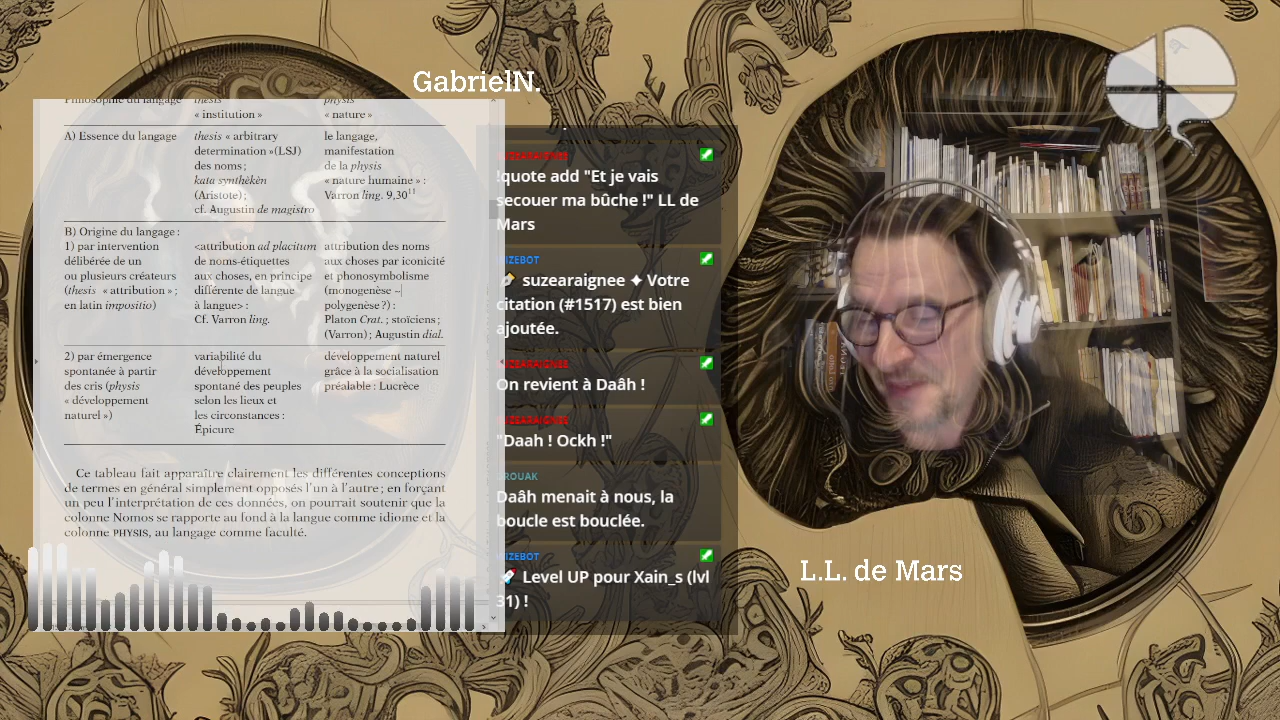 GabrielN.
Philosophie du langage
thesis
« institution »
physis
« nature »
A) Essence du langage
thesis « arbitrary
determination »(LSJ)
des noms ;
kata synthèkèn
(Aristote) ;
cf. Augustin de magistro
le langage,
manifestation
de la physis
« nature humaine » :
Varron ling. 9,30¹¹
B) Origine du langage :
1) par intervention
délibérée de un
ou plusieurs créateurs
(thesis « attribution » ;
en latin impositio)
<attribution ad placitum
de noms-étiquettes
aux choses, en principe
différente de langue
à langue> :
Cf. Varron ling.
attribution des noms
aux choses par iconicité
et phonosymbolisme
(monogenèse –
polygenèse ?) :
Platon Crat. ; stoïciens ;
(Varron) ; Augustin dial.
2) par émergence
spontanée à partir
des cris (physis
« développement
naturel »)
variabilité du
développement
spontané des peuples
selon les lieux et
les circonstances :
Épicure
développement naturel
grâce à la socialisation
préalable : Lucrèce
Ce tableau fait apparaître clairement les différentes conceptions
de termes en général simplement opposés l'un à l'autre ; en forçant
un peu l'interprétation de ces données, on pourrait soutenir que la
colonne Nomos se rapporte au fond à la langue comme idiome et la
colonne PHYSIS, au langage comme faculté.
SUZEARAIGNEE
!quote add "Et je vais
secouer ma bûche !" LL de
Mars
WIZEBOT
suzearaignee ✦ Votre
citation (#1517) est bien
ajoutée.
SUZEARAIGNEE
On revient à Daâh !
SUZEARAIGNEE
"Daah ! Ockh !"
Daâh menait à nous, la
boucle est bouclée.
WIZEBOT
🚀 Level UP pour Xain_s (lvl
31) !
L.L. de Mars